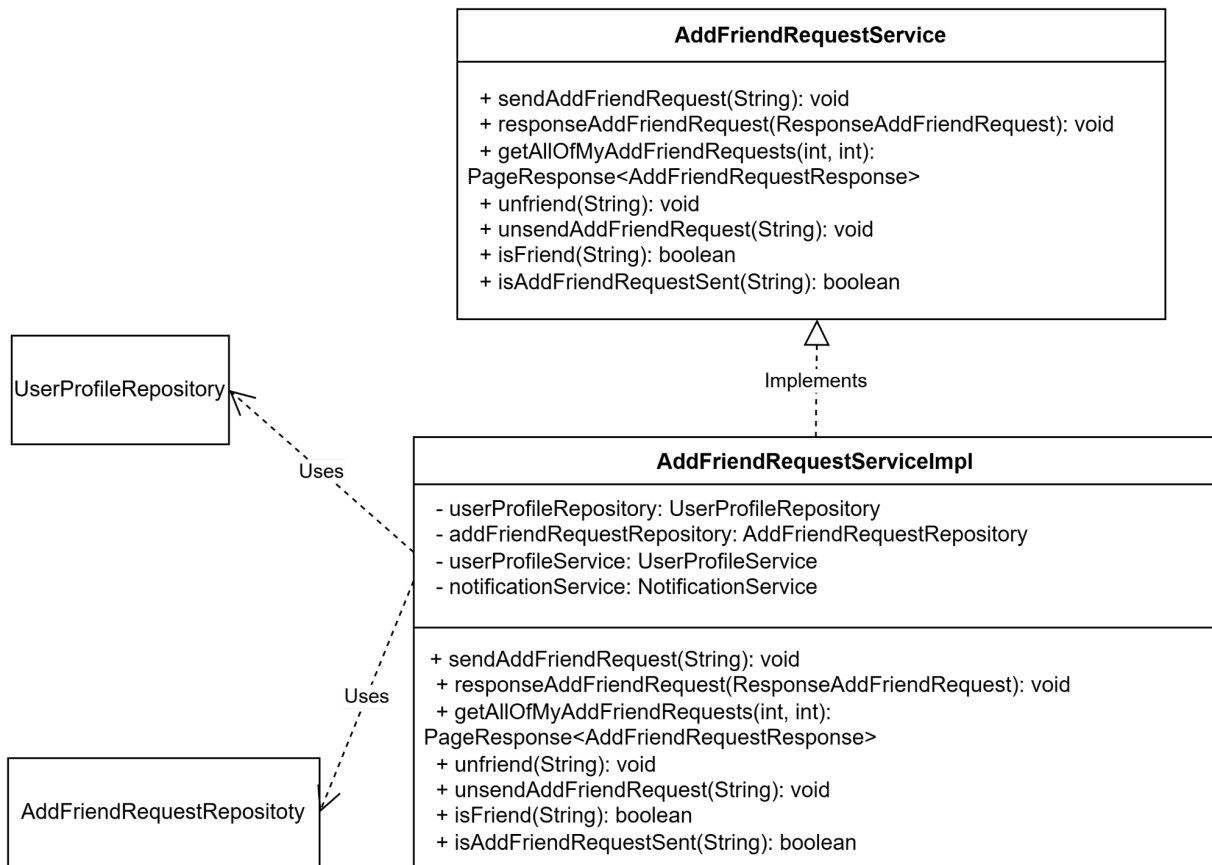 AddFriendRequestService
+ sendAddFriendRequest(String): void
+ responseAddFriendRequest(ResponseAddFriendRequest): void
+ getAllOfMyAddFriendRequests(int, int):
PageResponse<AddFriendRequestResponse>
+ unfriend(String): void
+ unsendAddFriendRequest(String): void
+ isFriend(String): boolean
+ isAddFriendRequestSent(String): boolean
UserProfileRepository
Implements
Uses
AddFriendRequestServiceImpl
- userProfileRepository: UserProfileRepository
- addFriendRequestRepository: AddFriendRequestRepository
- userProfileService: UserProfileService
- notificationService: NotificationService
Uses
+ sendAddFriendRequest(String): void
+ responseAddFriendRequest(ResponseAddFriendRequest): void
+ getAllOfMyAddFriendRequests(int, int):
PageResponse<AddFriendRequestResponse>
+ unfriend(String): void
+ unsendAddFriendRequest(String): void
+ isFriend(String): boolean
+ isAddFriendRequestSent(String): boolean
AddFriendRequestRepositoty